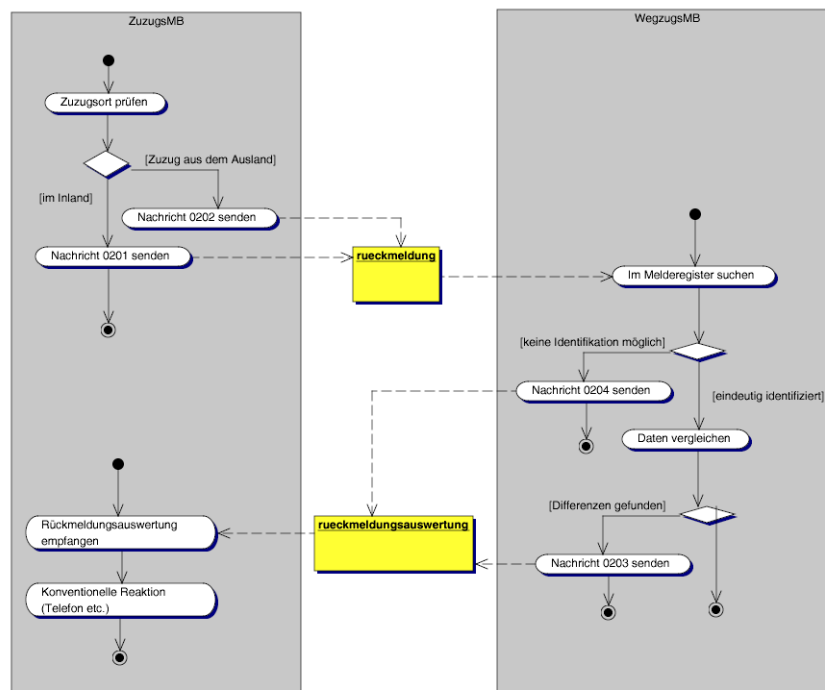 ZuzugsMB
Zuzugsort prüfen
[Zuzug aus dem Ausland]
[im Inland]
Nachricht 0202 senden
Nachricht 0201 senden
rueckmeldung
WegzugsMB
Im Melderegister suchen
[keine Identifikation möglich]
Nachricht 0204 senden
[eindeutig identifiziert]
Daten vergleichen
[Differenzen gefunden]
Nachricht 0203 senden
rueckmeldungsauswertung
Rückmeldungsauswertung
empfangen
Konventionelle Reaktion
(Telefon etc.)